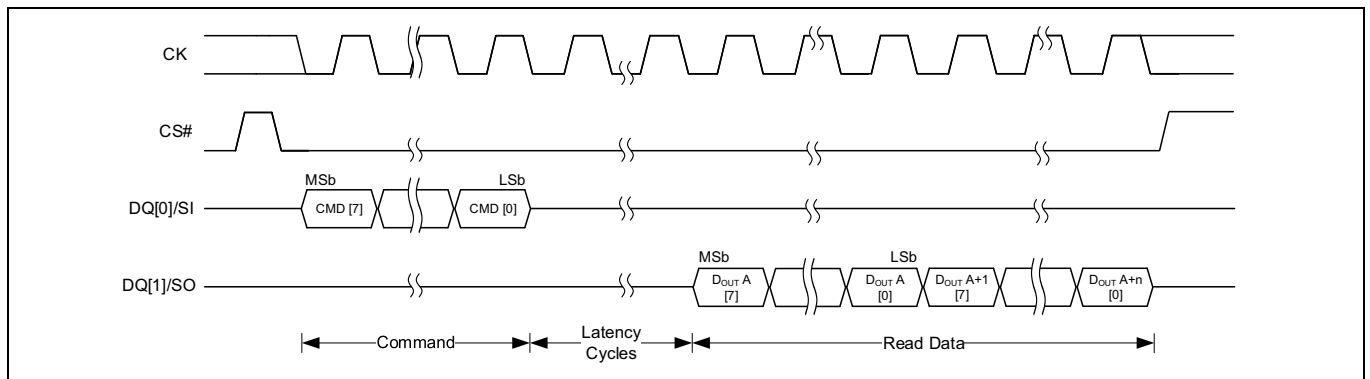 CK
CS#
MSb LSb
DQ[0]/SI CMD [7] CMD [0]
MSb LSb
DQ[1]/SO DOUT A [7] DOUT A [0] DOUT A+1 [7] DOUT A+n [0]
Command Latency Cycles Read Data